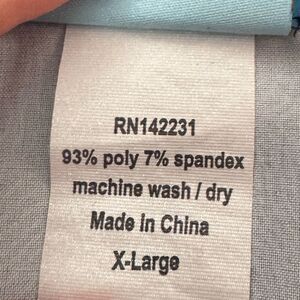 RN142231
93% poly 7% spandex
machine wash / dry
Made in China
X-Large